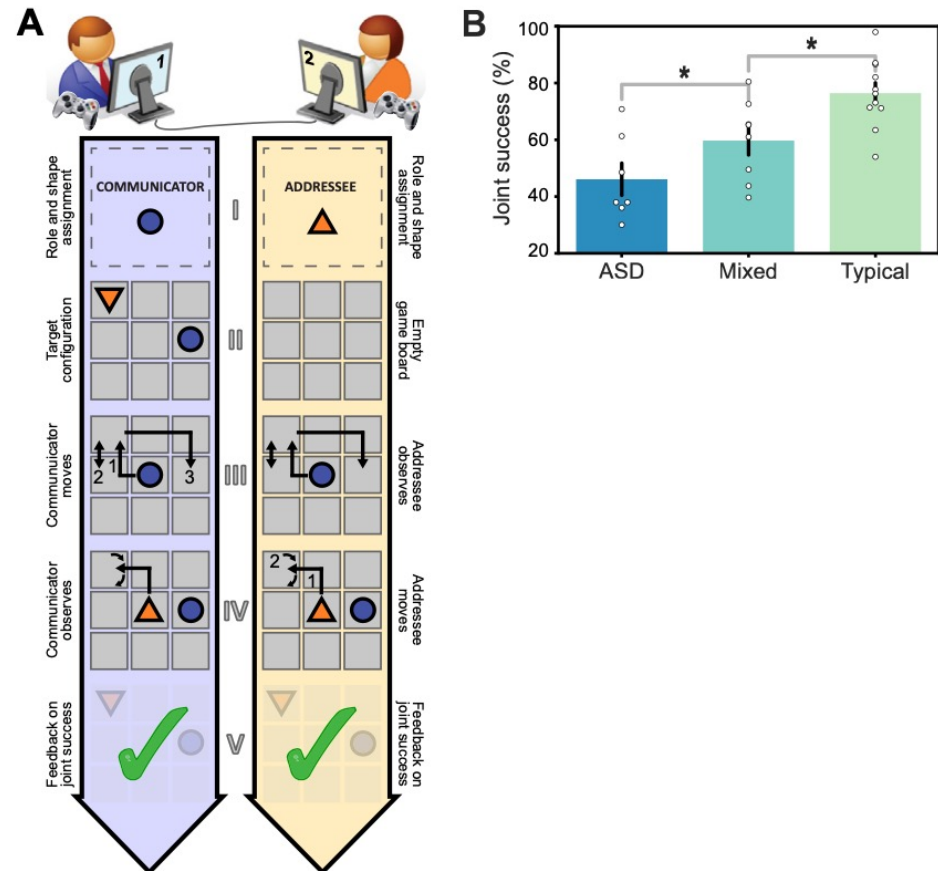 A
1
2
Role and shape
assignment
COMMUNICATOR
I
ADDRESSEE
Role and shape
assignment
Target
configuration
II
Empty
game board
Communicator
moves
2
1
3
III
Addressee
observes
Communicator
observes
IV
2
1
Addressee
moves
Feedback on
joint success
V
Feedback on
joint success
B
Joint success (%)
100
80
60
40
20
*
*
ASD
Mixed
Typical